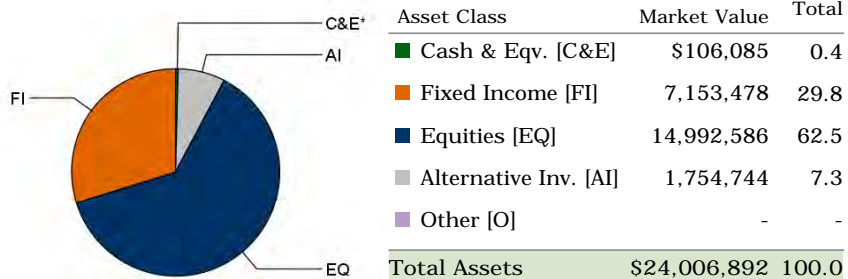 C&E*
AI
FI
EQ
Asset Class Market Value Total
Cash & Eqv. [C&E] $106,085 0.4
Fixed Income [FI] 7,153,478 29.8
Equities [EQ] 14,992,586 62.5
Alternative Inv. [AI] 1,754,744 7.3
Other [O] - -
Total Assets $24,006,892 100.0